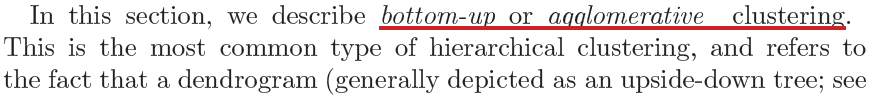 In this section, we describe bottom-up or agglomerative clustering.
This is the most common type of hierarchical clustering, and refers to
the fact that a dendrogram (generally depicted as an upside-down tree; see